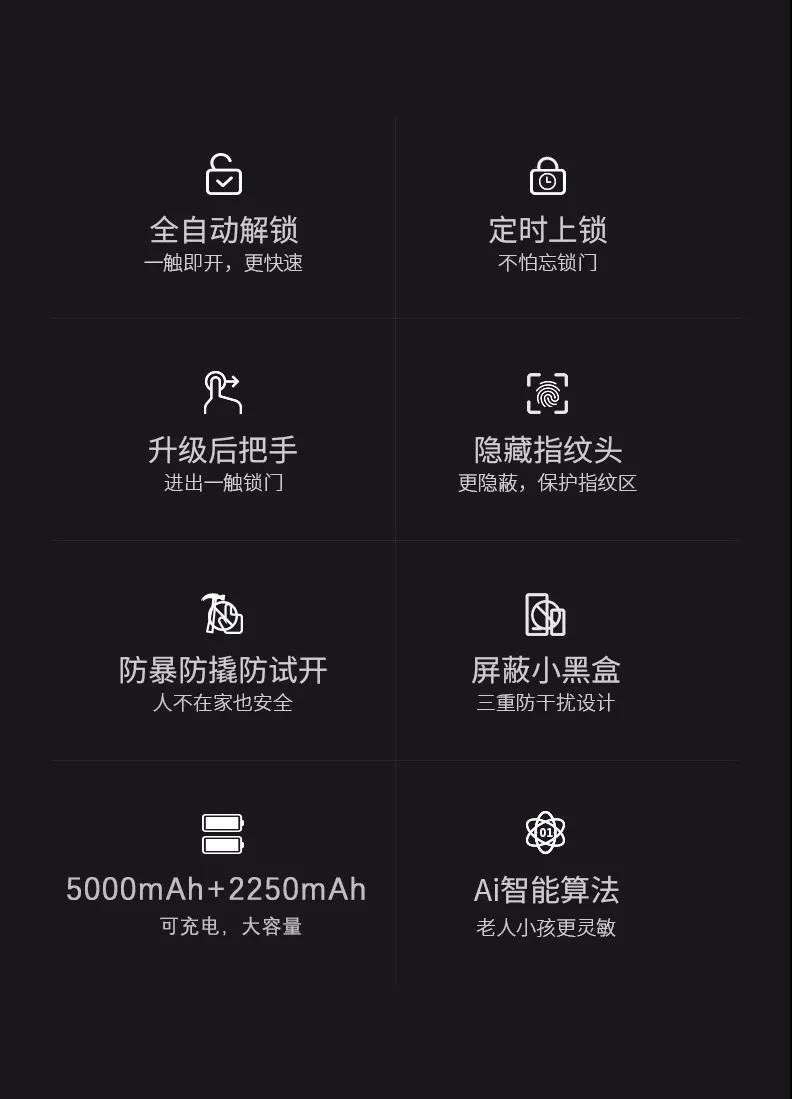 全自动解锁
一触即开，更快速
定时上锁
不怕忘锁门
升级后把手
进出一触锁门
隐藏指纹头
更隐蔽，保护指纹区
防暴防撬防试开
人不在家也安全
屏蔽小黑盒
三重防干扰设计
5000mAh+2250mAh
可充电，大容量
01
Ai智能算法
老人小孩更灵敏